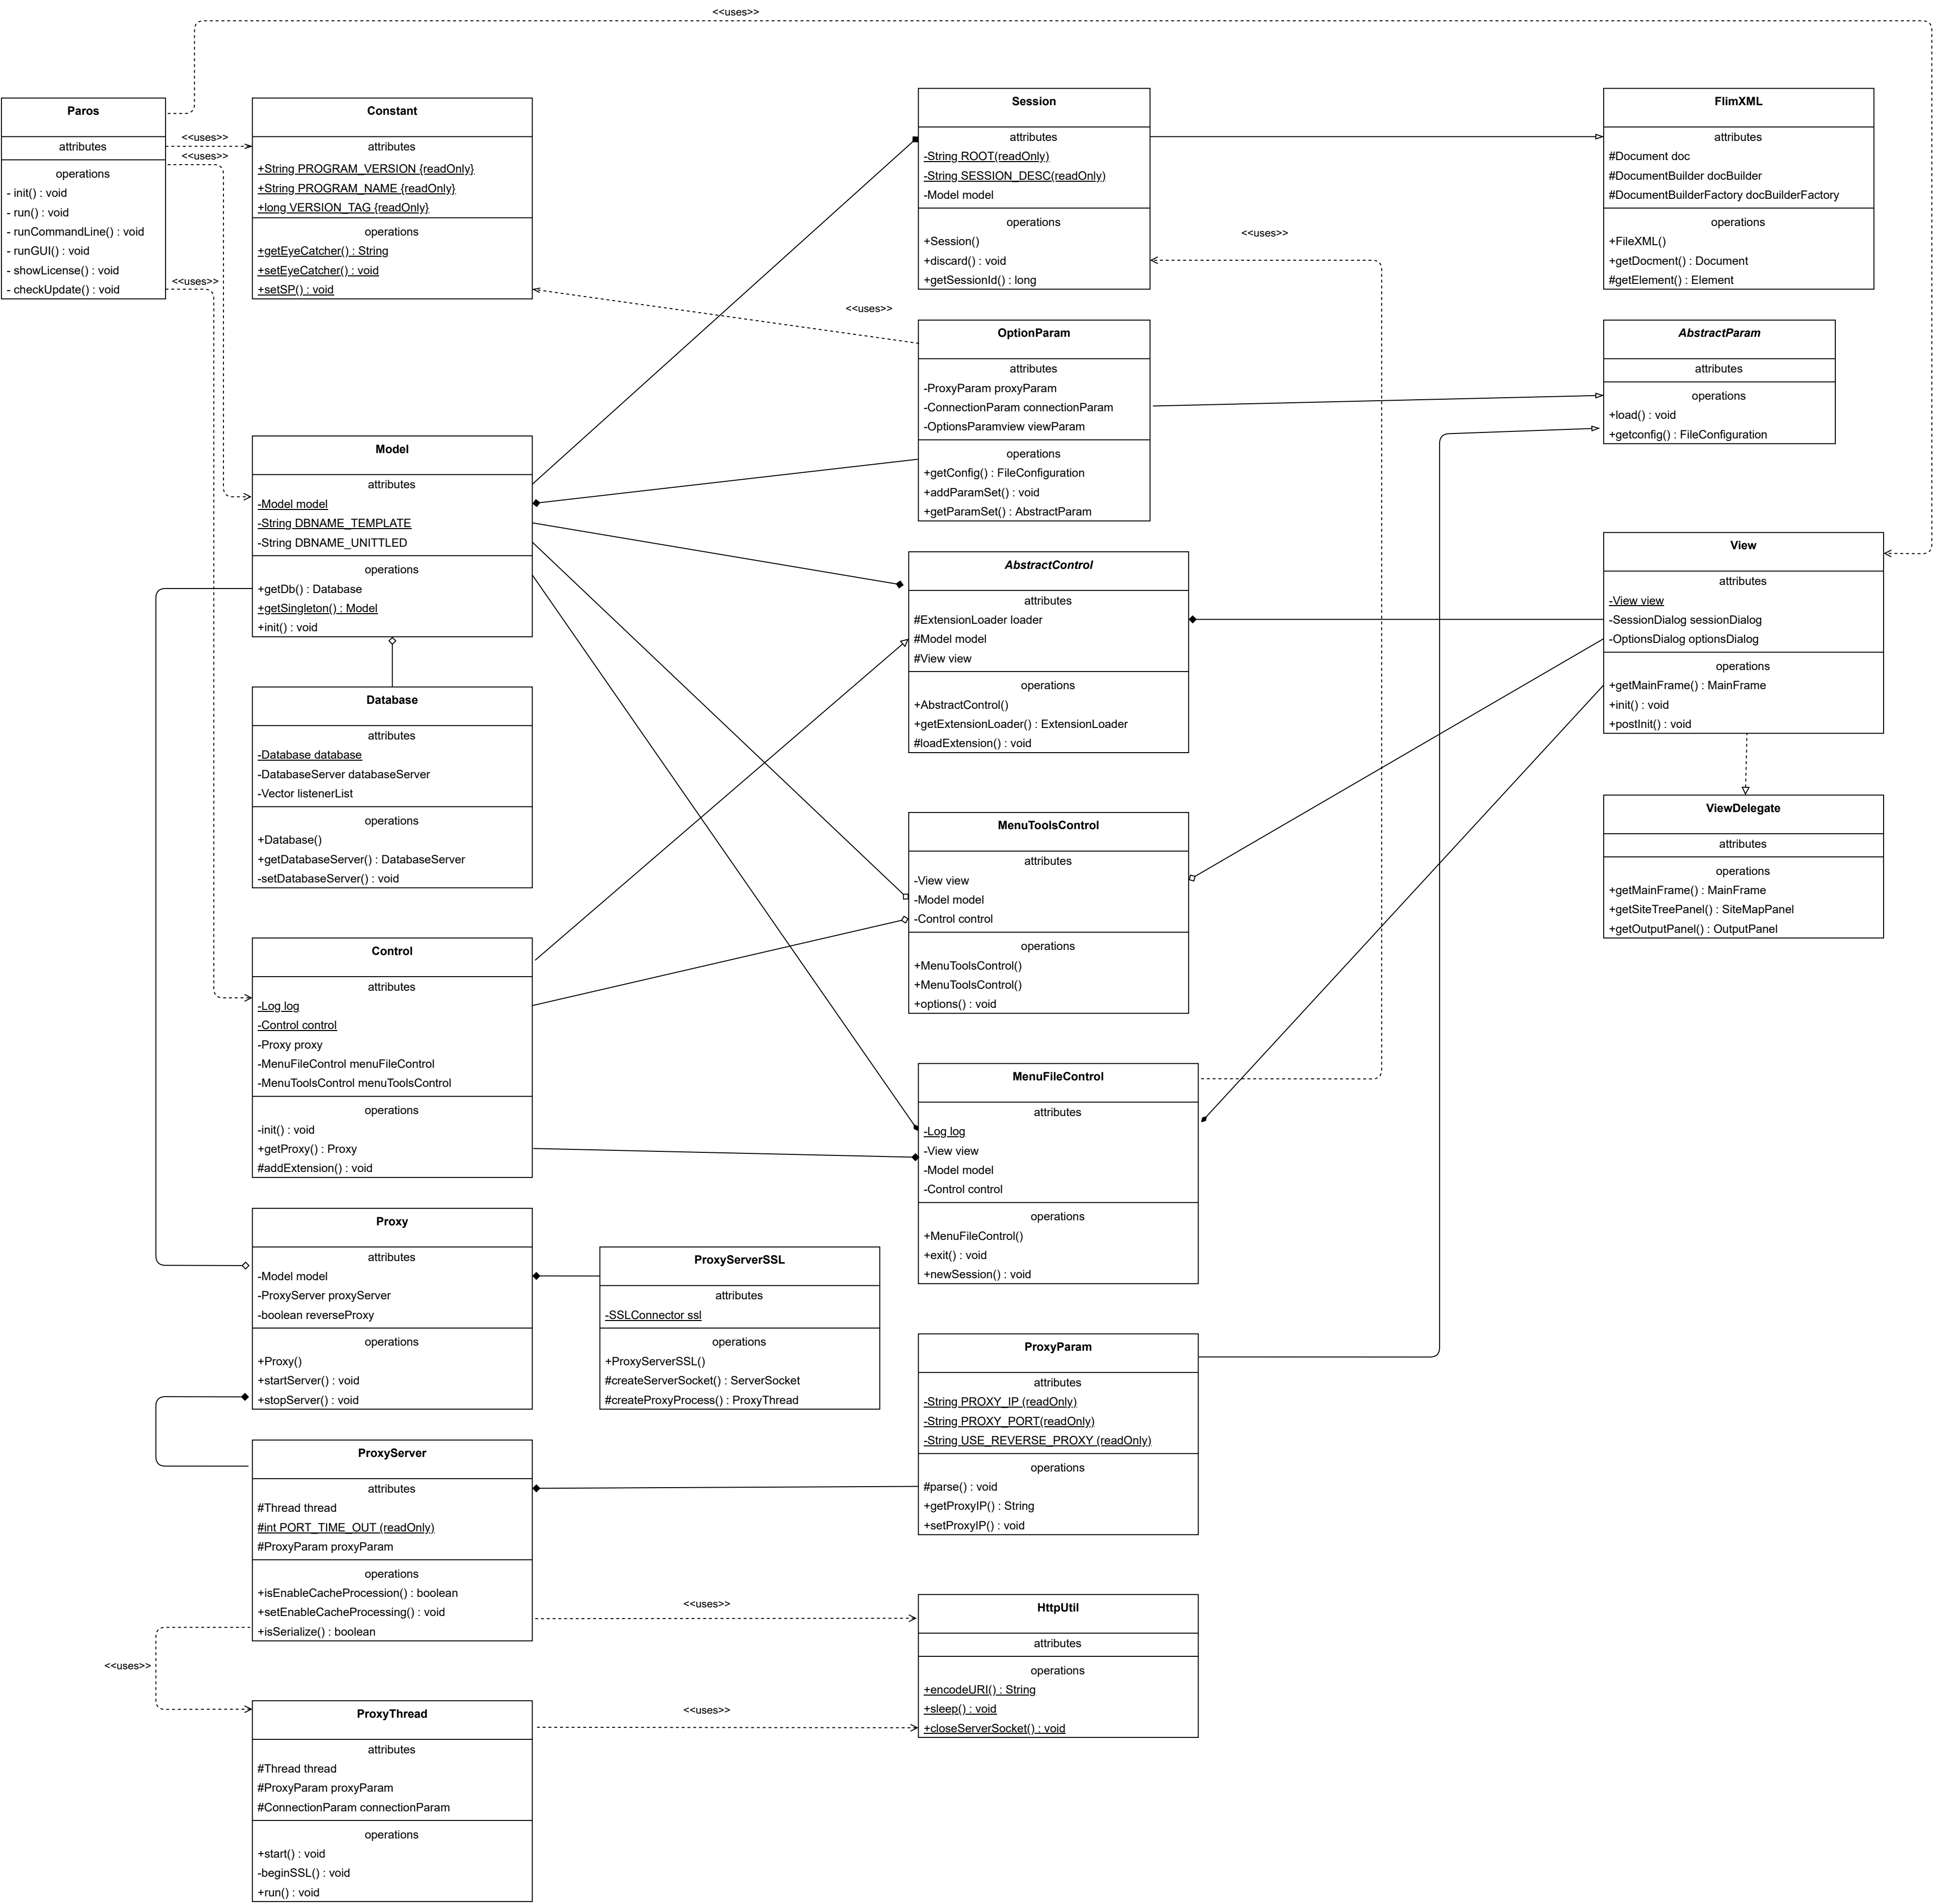 <<uses>>
Paros
attributes
operations
- init() : void
- run() : void
- runCommandLine() : void
- runGUI() : void
- showLicense() : void
- checkUpdate() : void
<<uses>>
<<uses>>
<<uses>>
Constant
attributes
+String PROGRAM_VERSION {readOnly}
+String PROGRAM_NAME {readOnly}
+long VERSION_TAG {readOnly}
operations
+getEyeCatcher() : String
+setEyeCatcher() : void
+setSP() : void
Session
attributes
-String ROOT(readOnly)
-String SESSION_DESC(readOnly)
-Model model
operations
+Session()
+discard() : void
+getSessionId() : long
<<uses>>
FlimXML
attributes
#Document doc
#DocumentBuilder docBuilder
#DocumentBuilderFactory docBuilderFactory
operations
+FileXML()
+getDocment() : Document
#getElement() : Element
<<uses>>
OptionParam
attributes
-ProxyParam proxyParam
-ConnectionParam connectionParam
-OptionsParamview viewParam
operations
+getConfig() : FileConfiguration
+addParamSet() : void
+getParamSet() : AbstractParam
AbstractParam
attributes
operations
+load() : void
+getconfig() : FileConfiguration
Model
attributes
-Model model
-String DBNAME_TEMPLATE
-String DBNAME_UNITTLED
operations
+getDb() : Database
+getSingleton() : Model
+init() : void
AbstractControl
attributes
#ExtensionLoader loader
#Model model
#View view
operations
+AbstractControl()
+getExtensionLoader() : ExtensionLoader
#loadExtension() : void
View
attributes
-View view
-SessionDialog sessionDialog
-OptionsDialog optionsDialog
operations
+getMainFrame() : MainFrame
+init() : void
+postInit() : void
Database
attributes
-Database database
-DatabaseServer databaseServer
-Vector listenerList
operations
+Database()
+getDatabaseServer() : DatabaseServer
-setDatabaseServer() : void
MenuToolsControl
attributes
-View view
-Model model
-Control control
operations
+MenuToolsControl()
+MenuToolsControl()
+options() : void
ViewDelegate
attributes
operations
+getMainFrame() : MainFrame
+getSiteTreePanel() : SiteMapPanel
+getOutputPanel() : OutputPanel
Control
attributes
-Log log
-Control control
-Proxy proxy
-MenuFileControl menuFileControl
-MenuToolsControl menuToolsControl
operations
-init() : void
+getProxy() : Proxy
#addExtension() : void
MenuFileControl
attributes
-Log log
-View view
-Model model
-Control control
operations
+MenuFileControl()
+exit() : void
+newSession() : void
Proxy
attributes
-Model model
-ProxyServer proxyServer
-boolean reverseProxy
operations
+Proxy()
+startServer() : void
+stopServer() : void
ProxyServerSSL
attributes
-SSLConnector ssl
operations
+ProxyServerSSL()
#createServerSocket() : ServerSocket
#createProxyProcess() : ProxyThread
ProxyParam
attributes
-String PROXY_IP (readOnly)
-String PROXY_PORT(readOnly)
-String USE_REVERSE_PROXY (readOnly)
operations
#parse() : void
+getProxyIP() : String
+setProxyIP() : void
ProxyServer
attributes
#Thread thread
#int PORT_TIME_OUT (readOnly)
#ProxyParam proxyParam
operations
+isEnableCacheProcession() : boolean
+setEnableCacheProcessing() : void
+isSerialize() : boolean
<<uses>>
HttpUtil
attributes
operations
+encodeURI() : String
+sleep() : void
+closeServerSocket() : void
<<uses>>
<<uses>>
ProxyThread
attributes
#Thread thread
#ProxyParam proxyParam
#ConnectionParam connectionParam
operations
+start() : void
-beginSSL() : void
+run() : void